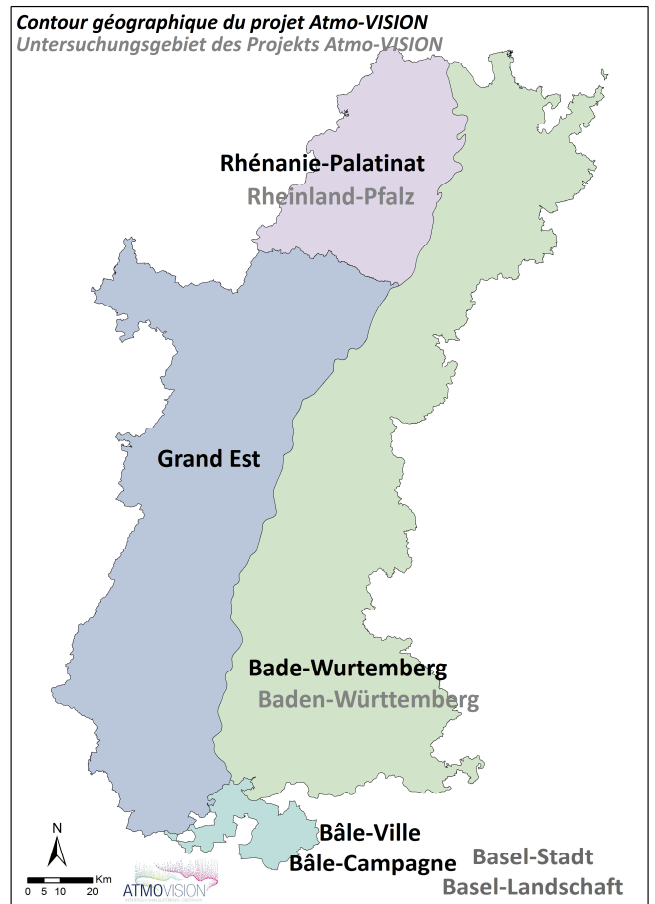 Contour géographique du projet Atmo-VISION
Untersuchungsgebiet des Projekts Atmo-VISION
Rhénanie-Palatinat
Rheinland-Pfalz
Grand Est
Bade-Wurtemberg
Baden-Württemberg
Bâle-Ville
Bâle-Campagne
Basel-Stadt
Basel-Landschaft
N
Km
0 5 10 20
ATMOVISION